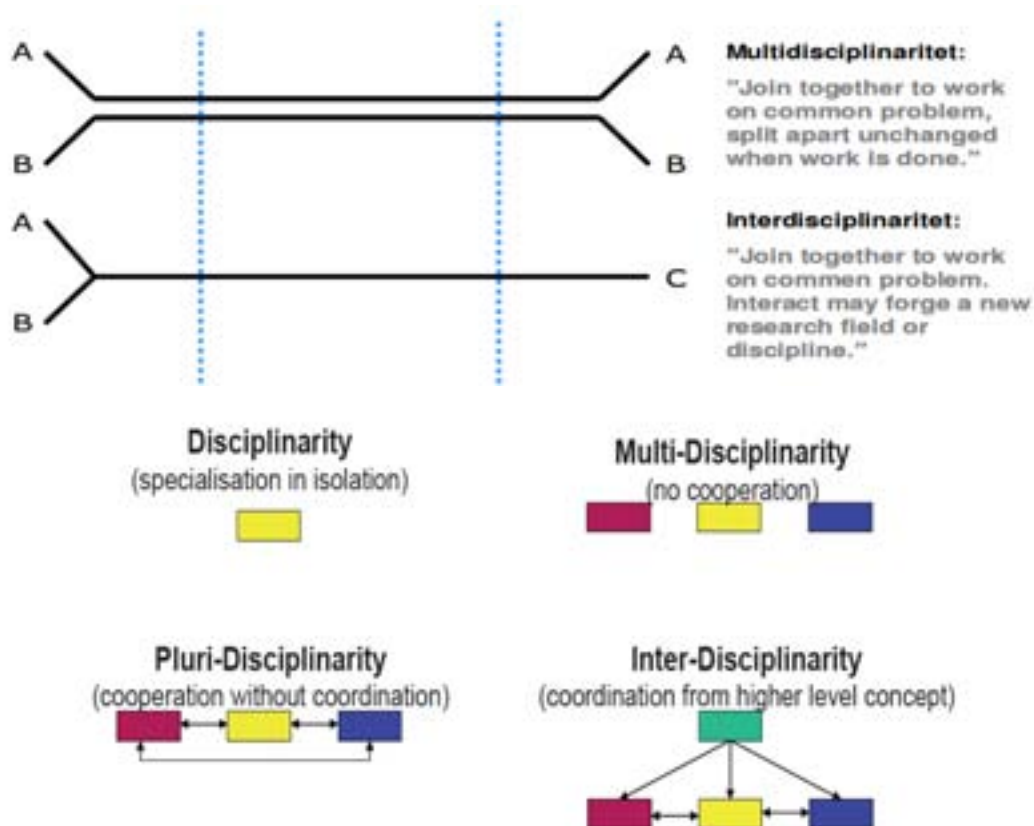 A
A
B
B
Multidisciplinaritet:
"Join together to work
on common problem,
split apart unchanged
when work is done."
A
B
C
Interdisciplinaritet:
"Join together to work
on commen problem.
Interact may forge a new
research field or
discipline."
Disciplinarity
(specialisation in isolation)
Multi-Disciplinarity
(no cooperation)
Pluri-Disciplinarity
(cooperation without coordination)
Inter-Disciplinarity
(coordination from higher level concept)